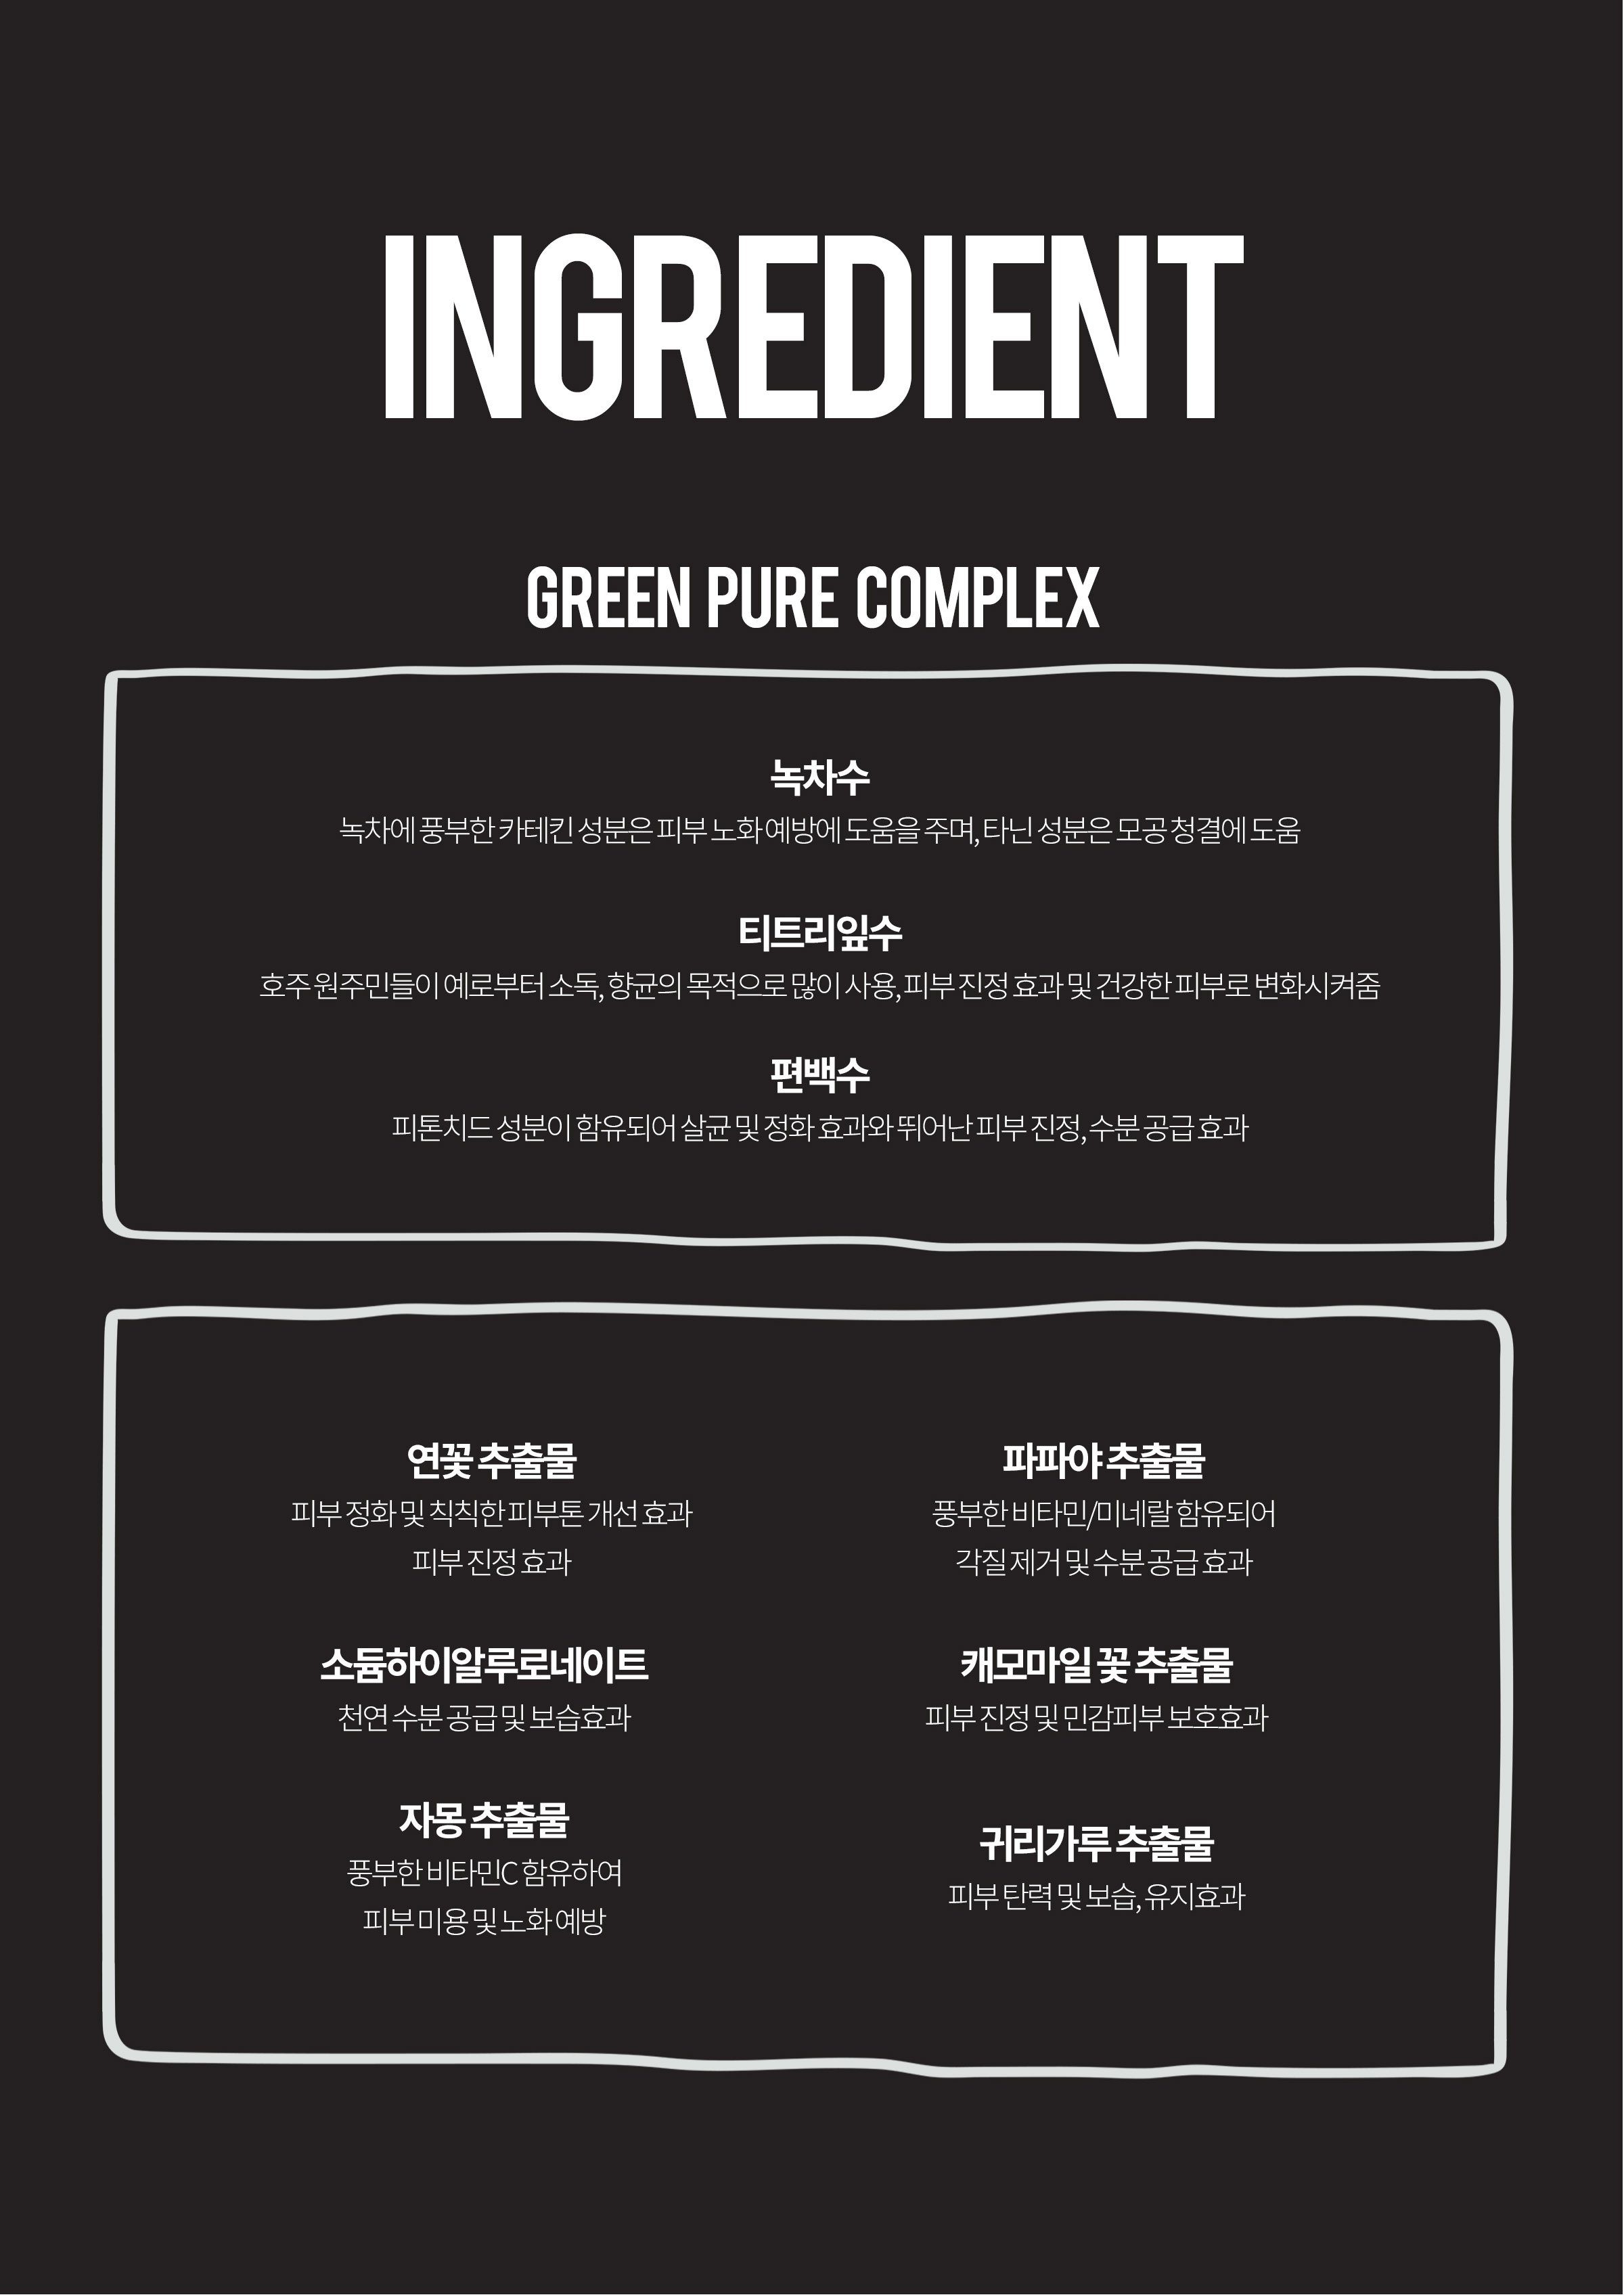 INGREDIENT
GREEN PURE COMPLEX
녹차수
녹차에 풍부한 카테킨 성분은 피부 노화 예방에 도움을 주며, 타닌 성분은 모공 청결에 도움
티트리잎수
호주 원주민들이 예로부터 소독, 향균의 목적으로 많이 사용, 피부 진정 효과 및 건강한 피부로 변화시켜줌
편백수
피톤치드 성분이 함유되어 살균 및 정화 효과와 뛰어난 피부 진정, 수분 공급 효과
연꽃 추출물
피부 정화 및 칙칙한 피부톤 개선 효과
피부 진정 효과
파파야 추출물
풍부한 비타민/미네랄 함유되어
각질 제거 및 수분 공급 효과
소듐하이알루로네이트
천연 수분 공급 및 보습효과
캐모마일 꽃 추출물
피부 진정 및 민감피부 보호효과
자몽 추출물
풍부한 비타민C 함유하여
피부 미용 및 노화 예방
귀리가루 추출물
피부 탄력 및 보습, 유지효과